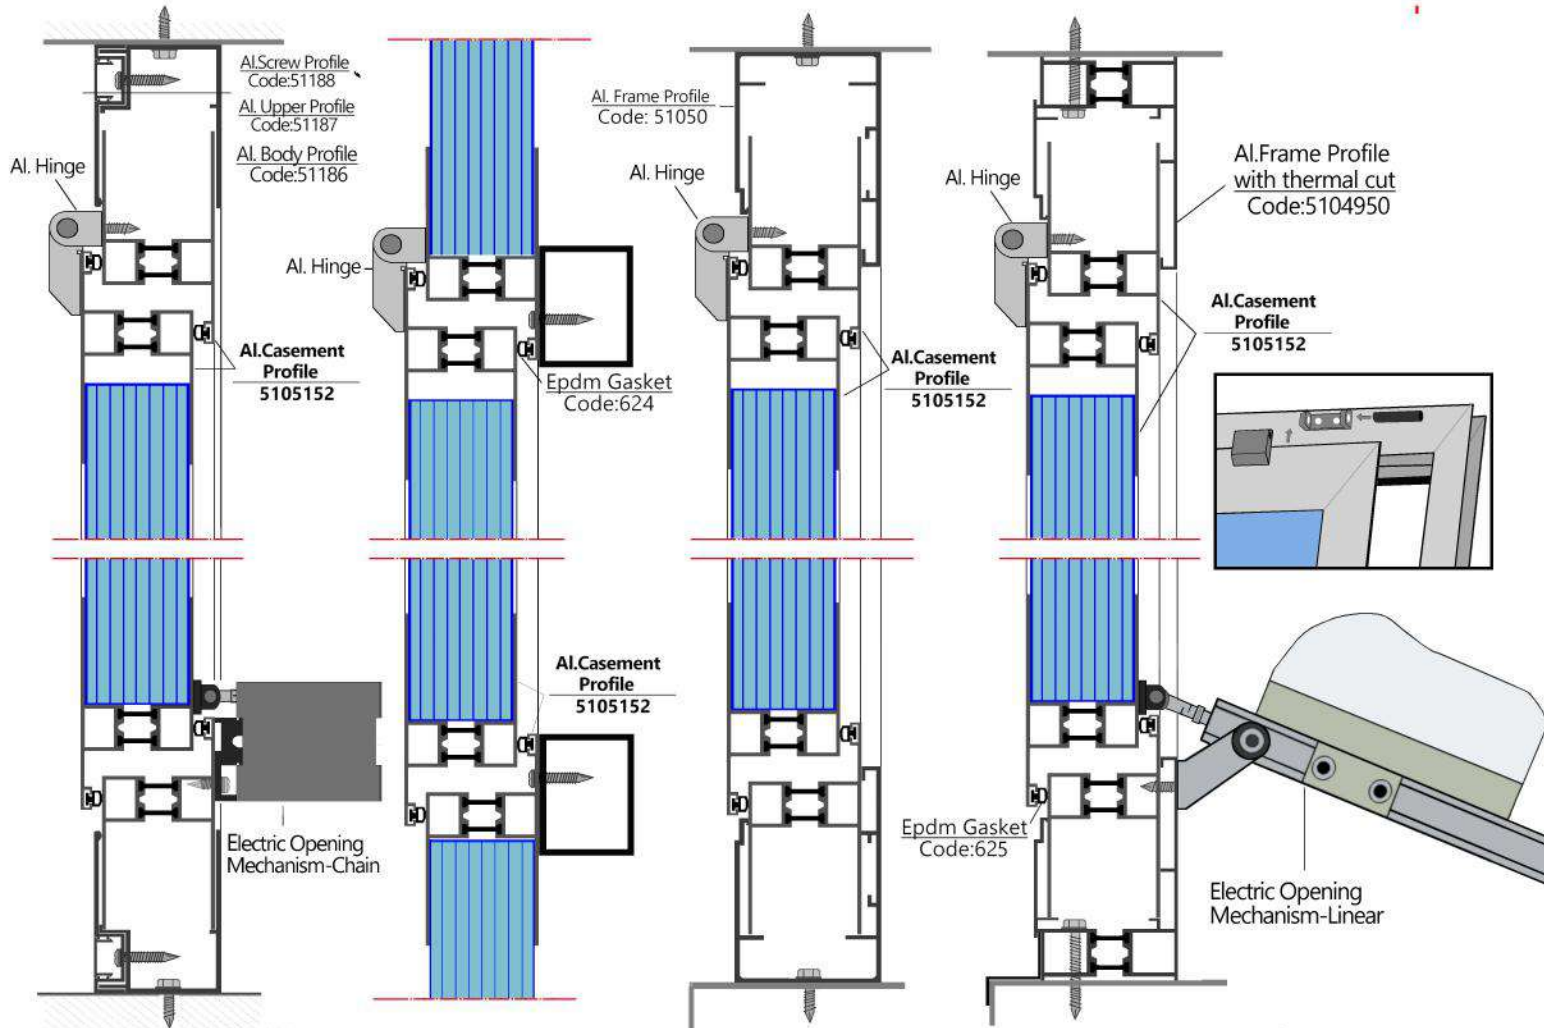 Al.Screw Profile
Code:51188
Al. Upper Profile
Code:51187
Al. Body Profile
Code:51186
Al. Hinge
Al.Casement
Profile
5105152
Electric Opening
Mechanism-Chain
Al. Hinge
Epdm Gasket
Code:624
Al.Casement
Profile
5105152
Al. Frame Profile
Code: 51050
Al. Hinge
Al.Casement
Profile
5105152
Al. Hinge
Al.Frame Profile
with thermal cut
Code:5104950
Al.Casement
Profile
5105152
Epdm Gasket
Code:625
Electric Opening
Mechanism-Linear